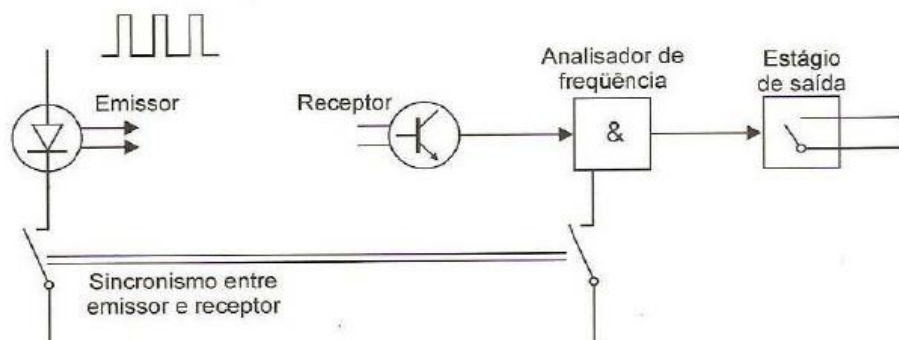 Emissor
Receptor
Analisador de
freqüência
&
Estágio
de saída
Sincronismo entre
emissor e receptor